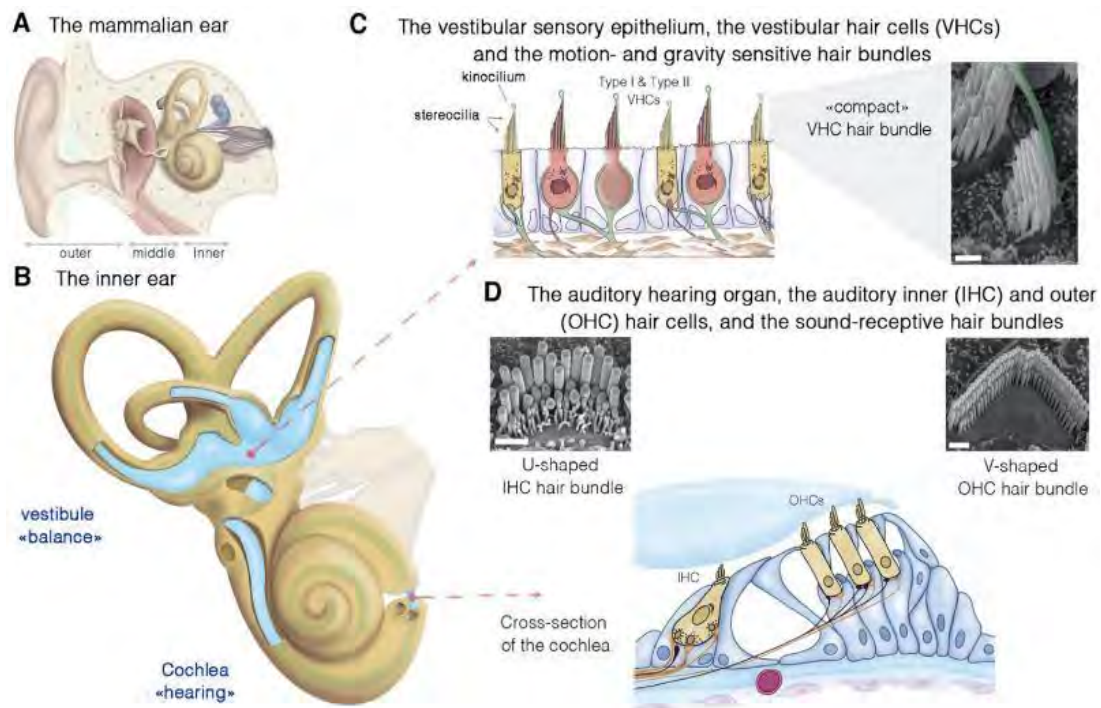 A The mammalian ear
outer middle Inner
B The inner ear
vestibule
«balance»
Cochlea
«hearing»
C The vestibular sensory epithelium, the vestibular hair cells (VHCs)
and the motion- and gravity sensitive hair bundles
kinocilium
stereocilia
Type I & Type II
VHCs
«compact»
VHC hair bundle
D The auditory hearing organ, the auditory inner (IHC) and outer
(OHC) hair cells, and the sound-receptive hair bundles
U-shaped
IHC hair bundle
V-shaped
OHC hair bundle
OHCs
IHC
Cross-section
of the cochlea